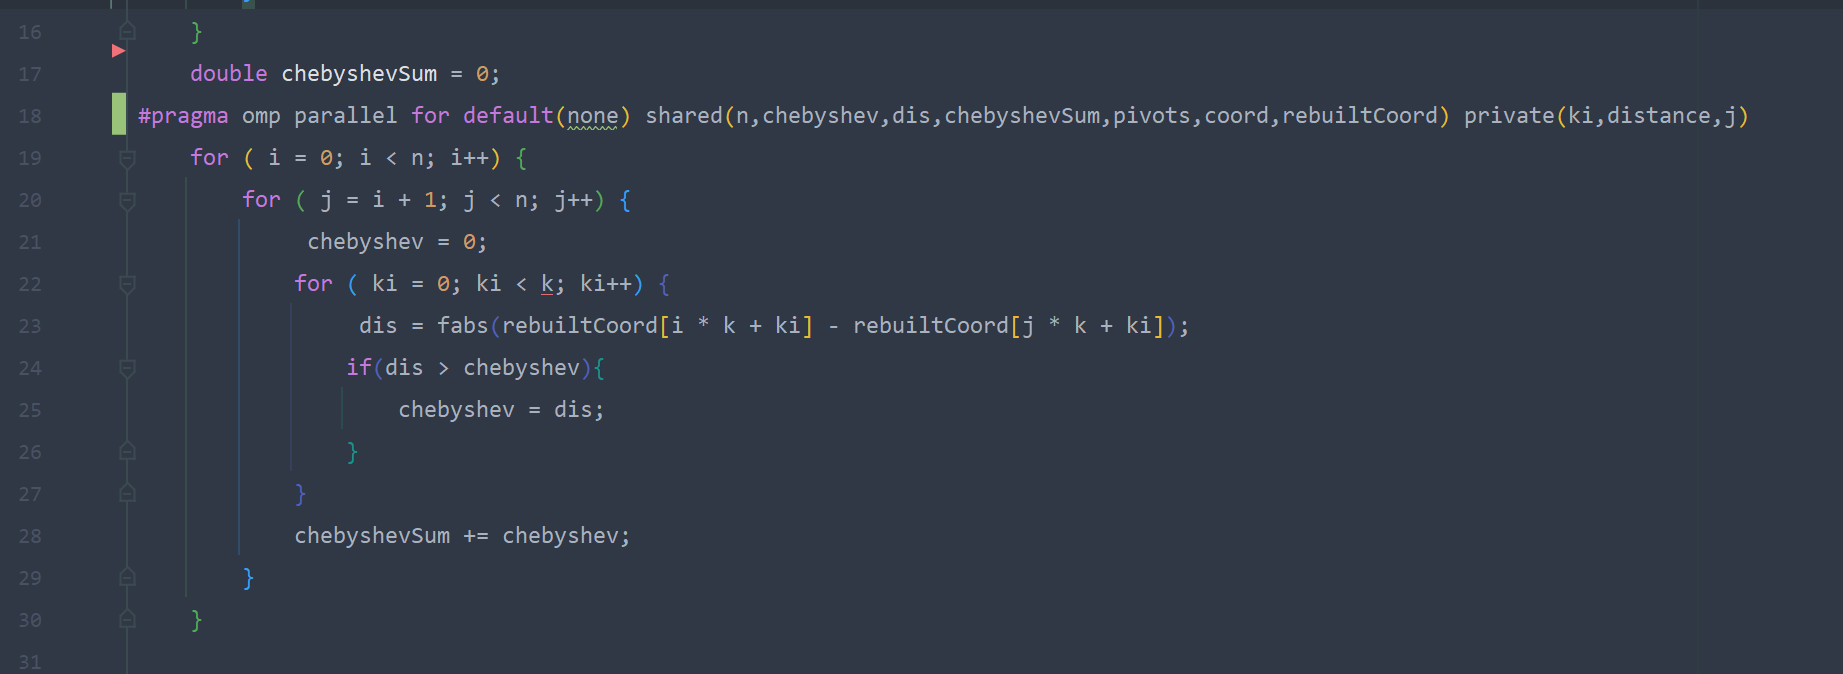 16 }
17 double chebyshevSum = 0;
18 #pragma omp parallel for default(none) shared(n,chebyshev,dis,chebyshevSum,pivots,coord,rebuiltCoord) private(ki,distance,j)
19 for ( i = 0; i < n; i++) {
20 for ( j = i + 1; j < n; j++) {
21 chebyshev = 0;
22 for ( ki = 0; ki < k; ki++) {
23 dis = fabs(rebuiltCoord[i * k + ki] - rebuiltCoord[j * k + ki]);
24 if(dis > chebyshev){
25 chebyshev = dis;
26 }
27 }
28 chebyshevSum += chebyshev;
29 }
30 }
31